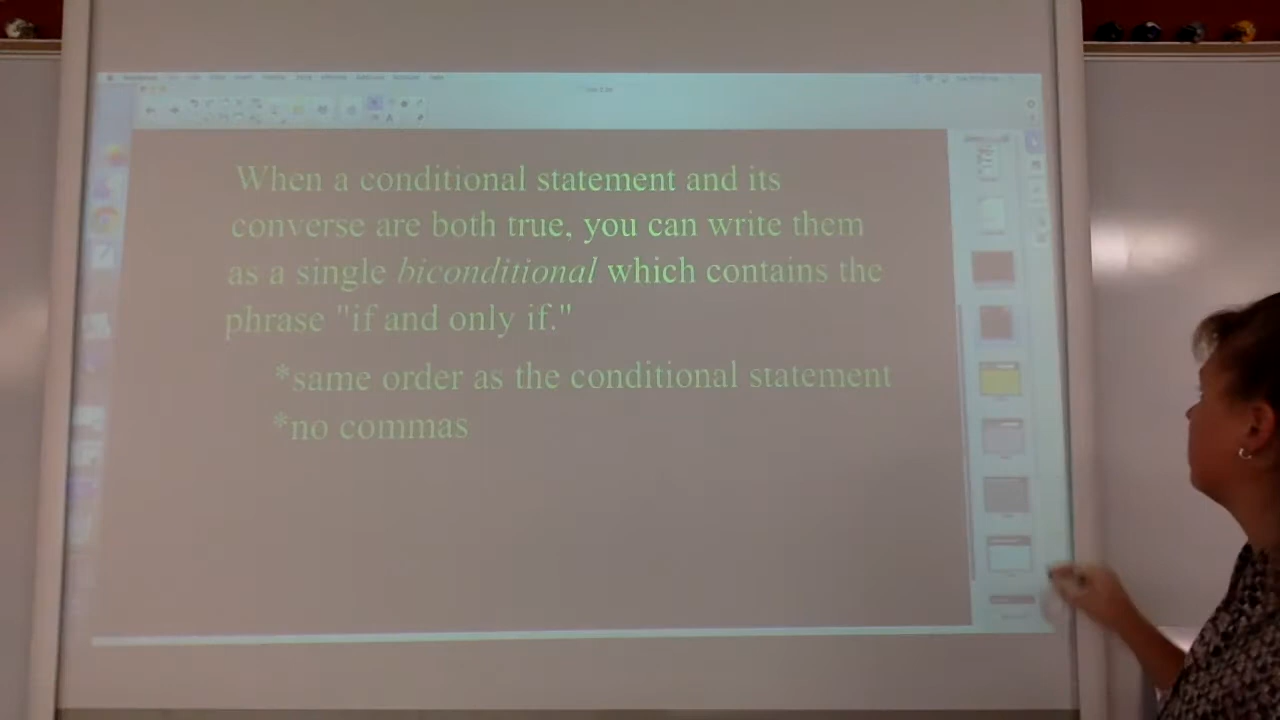 When a conditional statement and its
converse are both true, you can write them
as a single biconditional which contains the
phrase "if and only if."
*same order as the conditional statement
*no commas